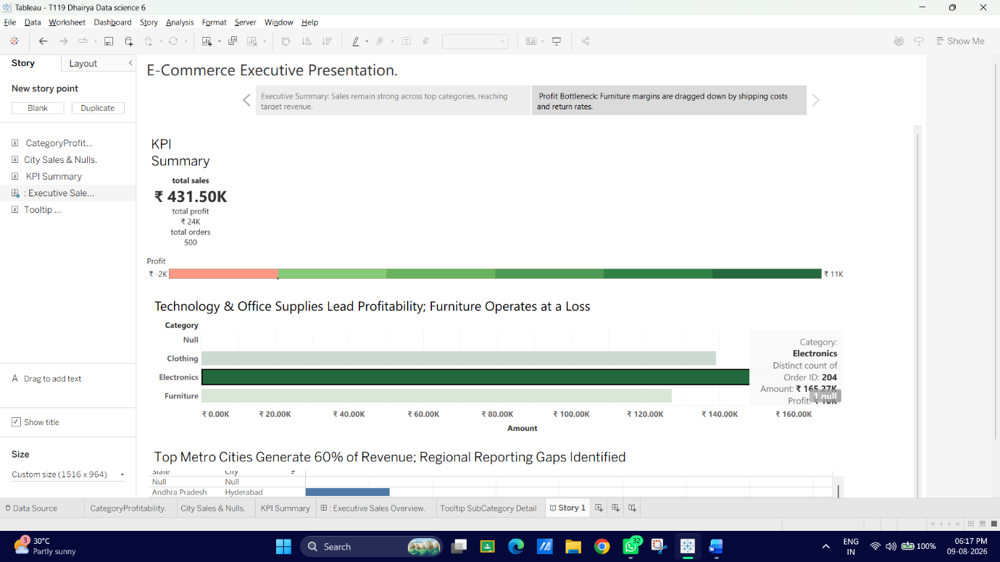 Tableau - T119 Dhairya Data science 6
File Data Worksheet Dashboard Story Analysis Format Server Window Help
Show Me
Story Layout
New story point
Blank Duplicate
CategoryProfit...
City Sales & Nulls.
KPI Summary
: Executive Sale...
Tooltip ...
A Drag to add text
Show title
Size
Custom size (1516 x 964)
E-Commerce Executive Presentation.
Executive Summary: Sales remain strong across top categories, reaching
target revenue.
Profit Bottleneck: Furniture margins are dragged down by shipping costs
and return rates.
KPI
Summary
total sales
₹ 431.50K
total profit
₹ 24K
total orders
500
Profit
₹ -2K ₹ 11K
Technology & Office Supplies Lead Profitability; Furniture Operates at a Loss
Category
Null
Clothing
Electronics
Furniture
Category:
Electronics
Distinct count of
Order ID: 204
Amount: ₹ 165.27K
Profit: ₹ 10K
1 null
₹ 0.00K ₹ 20.00K ₹ 40.00K ₹ 60.00K ₹ 80.00K ₹ 100.00K ₹ 120.00K ₹ 140.00K ₹ 160.00K
Amount
Top Metro Cities Generate 60% of Revenue; Regional Reporting Gaps Identified
State City
Null Null
Andhra Pradesh Hyderabad
Data Source CategoryProfitability. City Sales & Nulls. KPI Summary : Executive Sales Overview. Tooltip SubCategory Detail Story 1
3
30°C
Partly sunny
Search
32
ENG
IN
100%
06:17 PM
09-08-2026